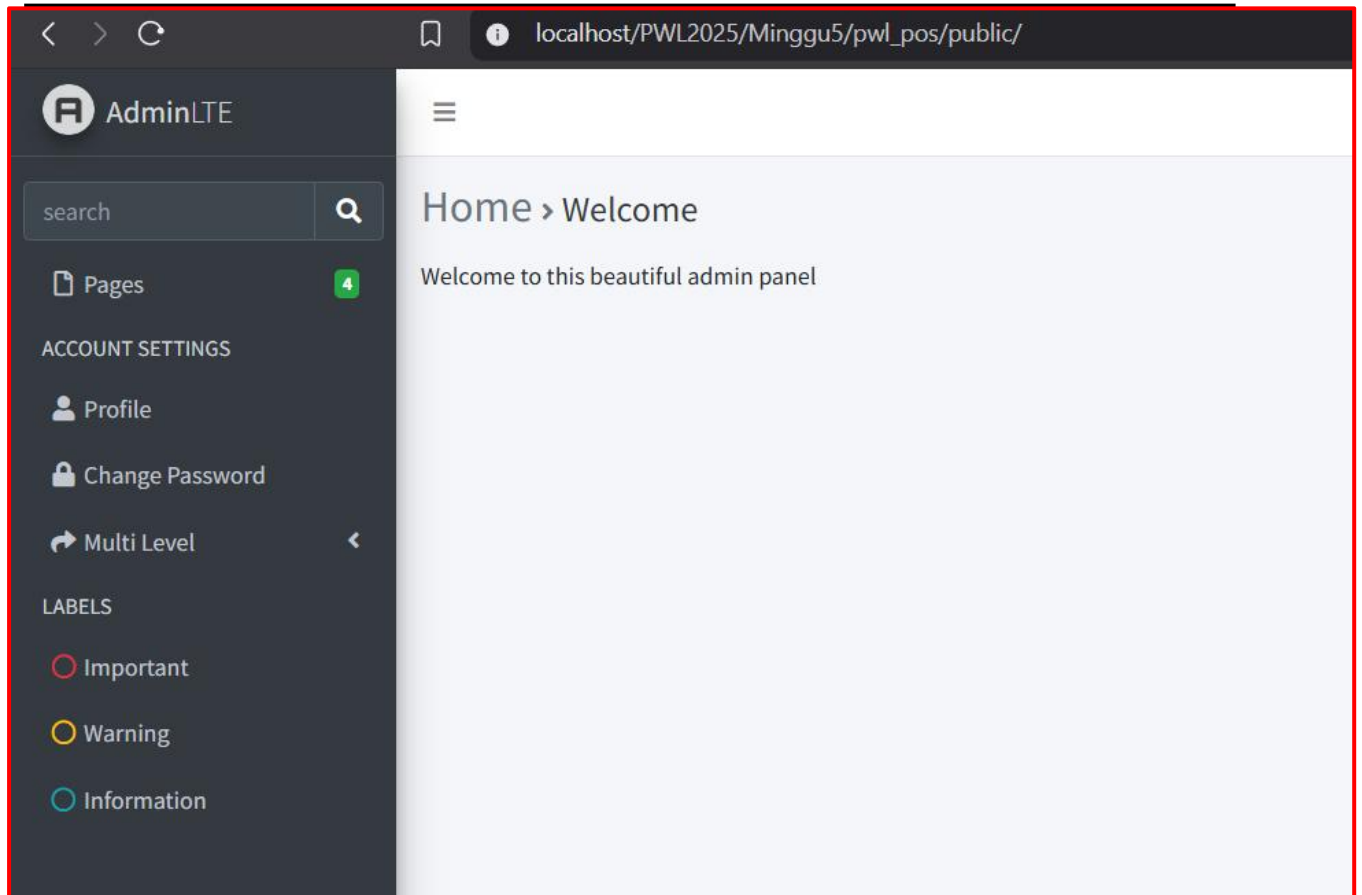 localhost/PWL2025/Minggu5/pwl_pos/public/
AdminLTE
search
Home › Welcome
Pages 4
Welcome to this beautiful admin panel
ACCOUNT SETTINGS
Profile
Change Password
Multi Level
LABELS
Important
Warning
Information